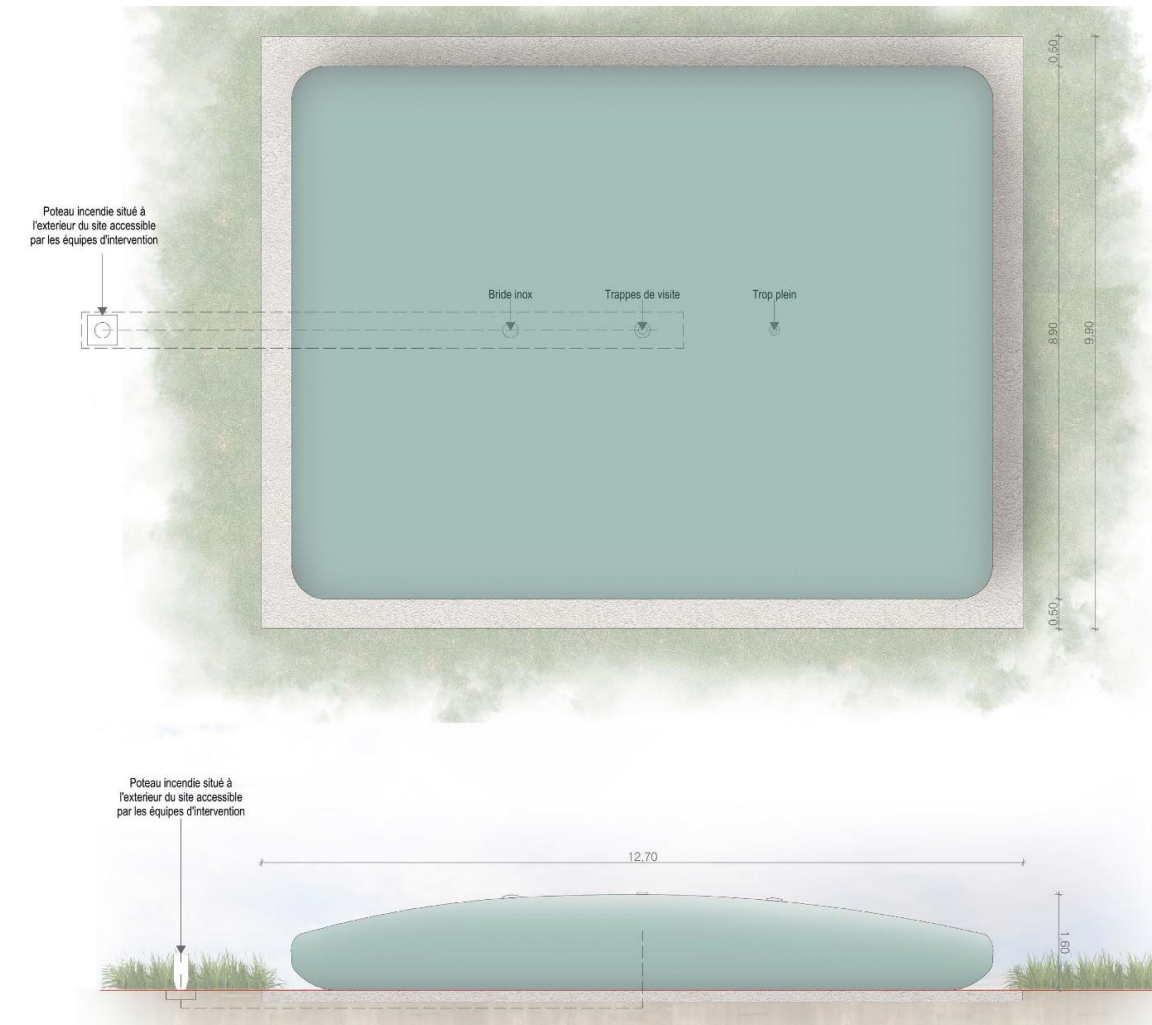 0,50
Poteau incendie situé à
l'exterieur du site accessible
par les équipes d'intervention
Bride inox
Trappes de visite
Trop plein
8,90
9,90
0,50
Poteau incendie situé à
l'exterieur du site accessible
par les équipes d'intervention
12,70
1,60